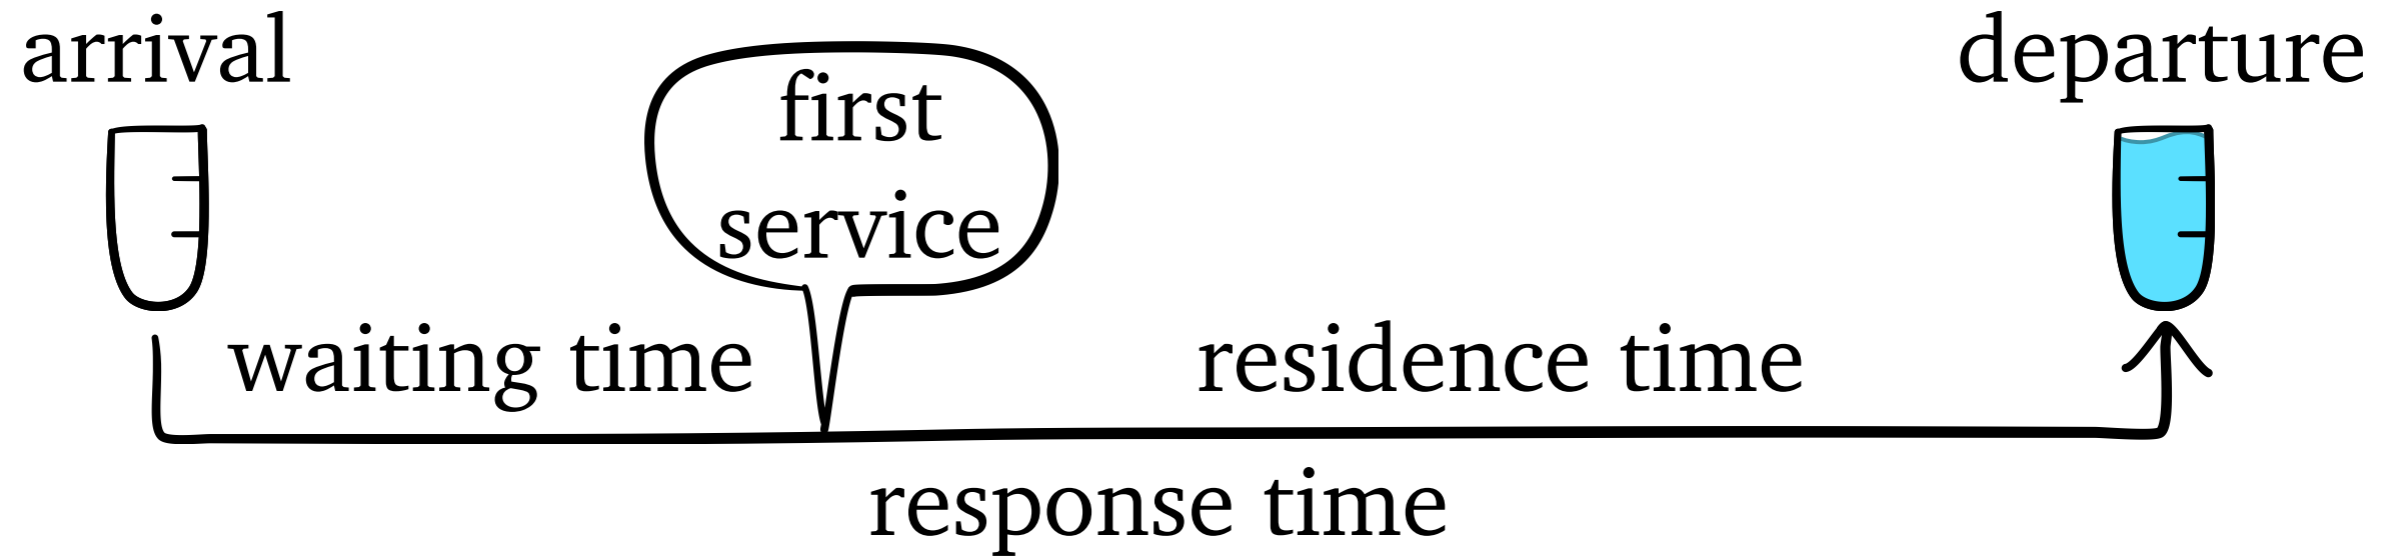 arrival
departure
first
service
waiting time
residence time
response time